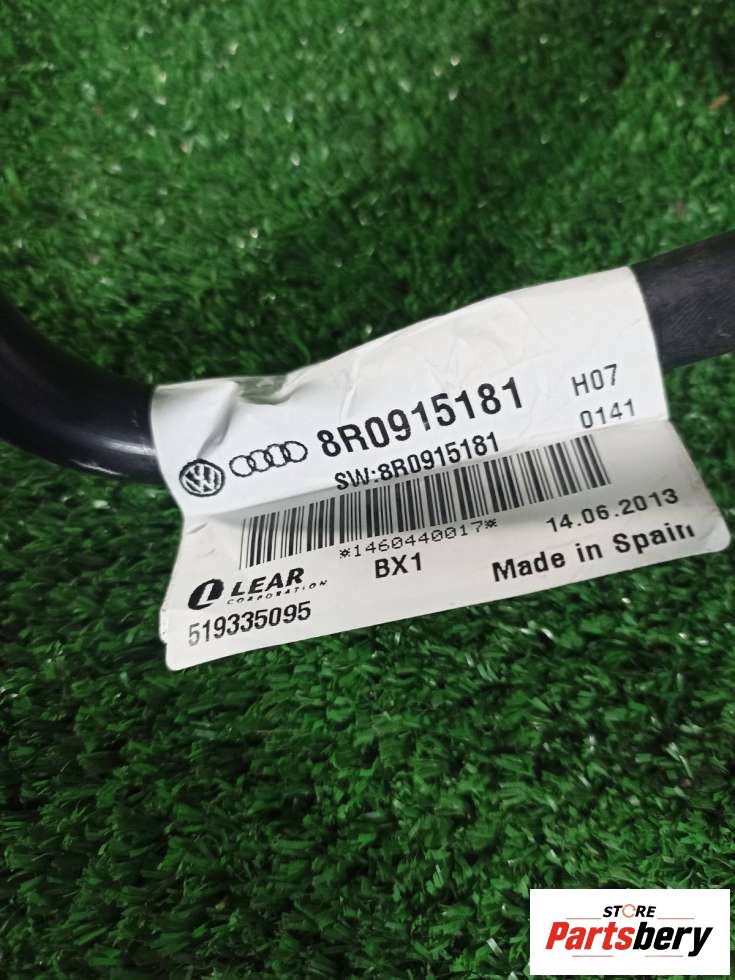 8R0915181 H07
SW:8R0915181 0141
*1460440017* 14.06.2013
LEAR BX1 Made in Spain
CORPORATION
519335095
STORE
Partsbery